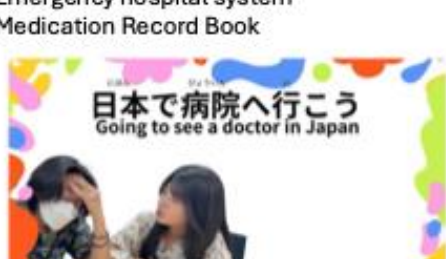 Emergency hospital system
Medication Record Book
日本で病院へ行こう
Going to see a doctor in Japan